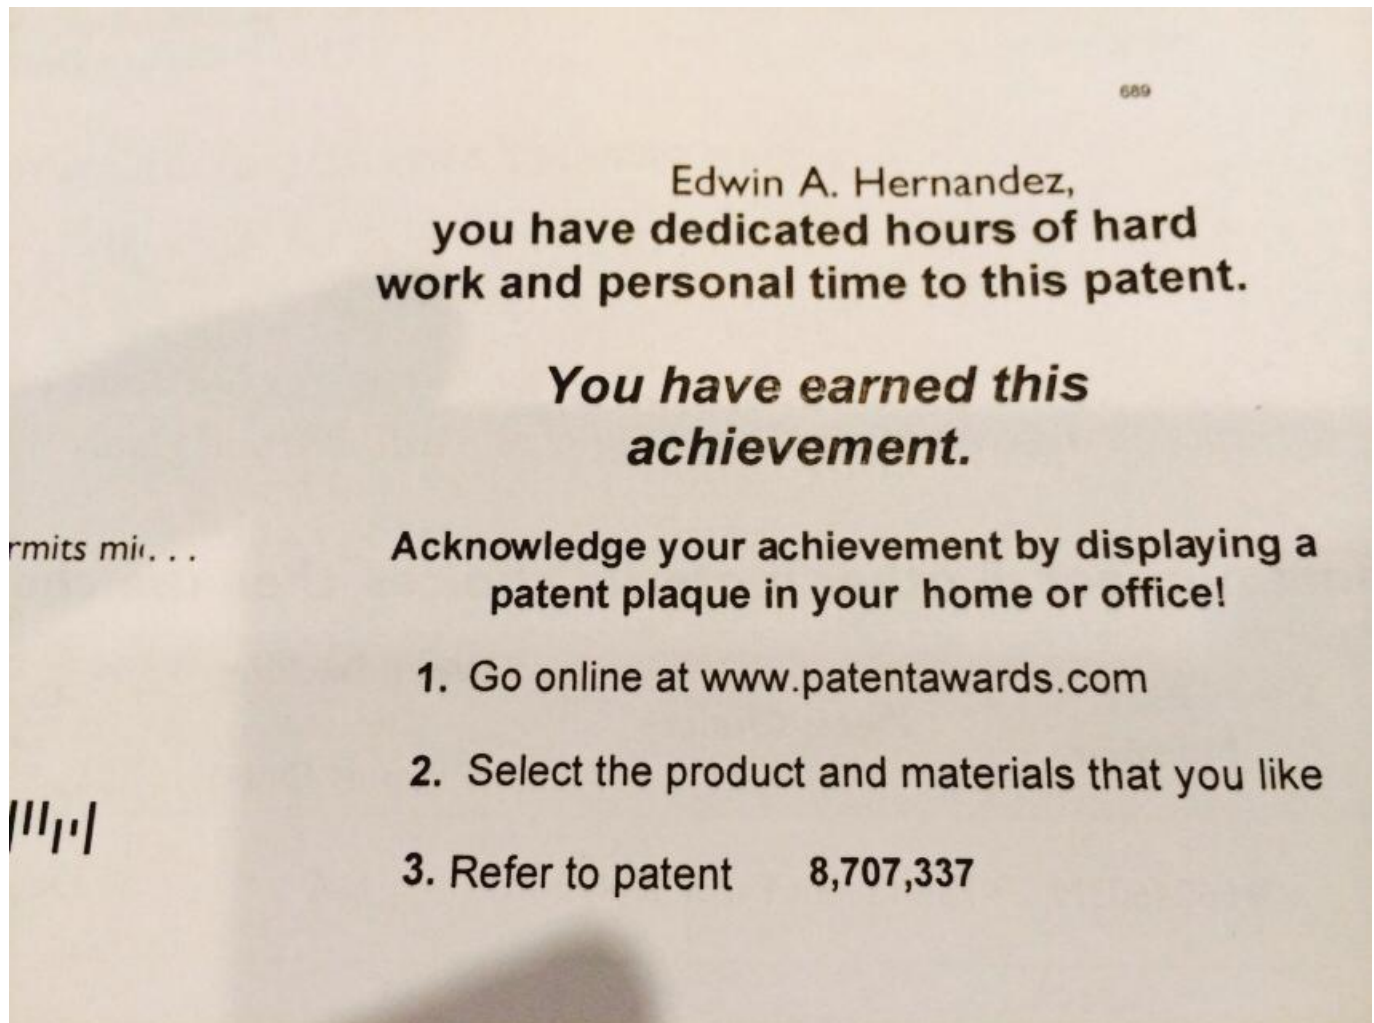 689
Edwin A. Hernandez,
you have dedicated hours of hard
work and personal time to this patent.
You have earned this
achievement.
rmits mi. . .
Acknowledge your achievement by displaying a
patent plaque in your home or office!
1. Go online at www.patentawards.com
2. Select the product and materials that you like
3. Refer to patent 8,707,337